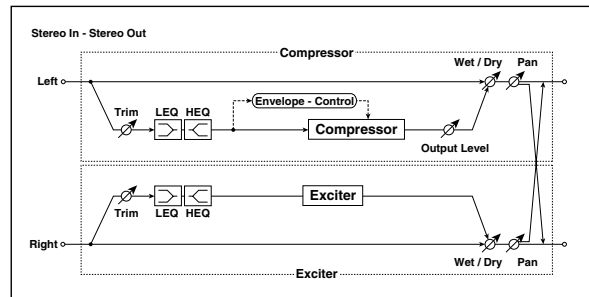 Stereo In - Stereo Out
Compressor
Wet / Dry Pan
Left
Envelope - Control
Trim LEQ HEQ
Compressor
Output Level
Trim LEQ HEQ
Exciter
Right
Wet / Dry Pan
Exciter